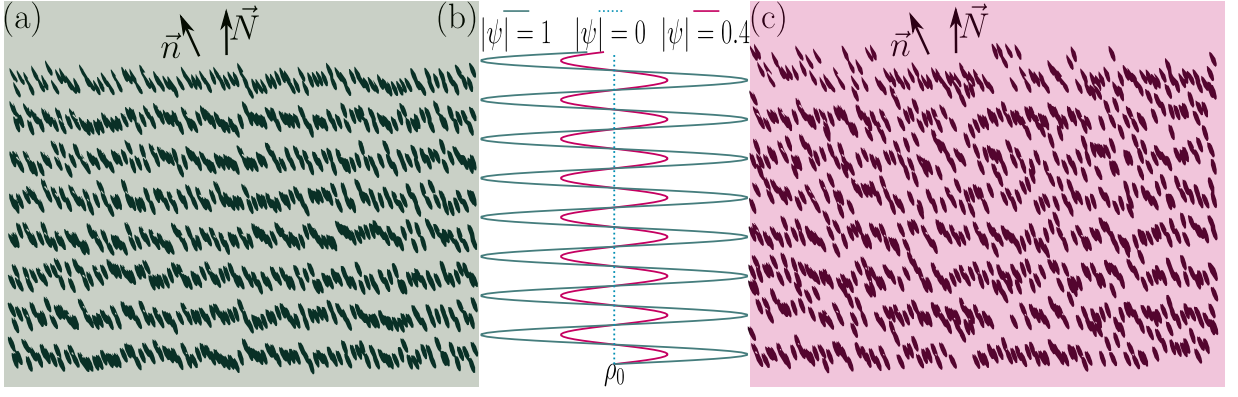 (a)
n⃗
N⃗
(b)
|ψ| = 1
|ψ| = 0
|ψ| = 0.4
ρ₀
(c)
n⃗
N⃗